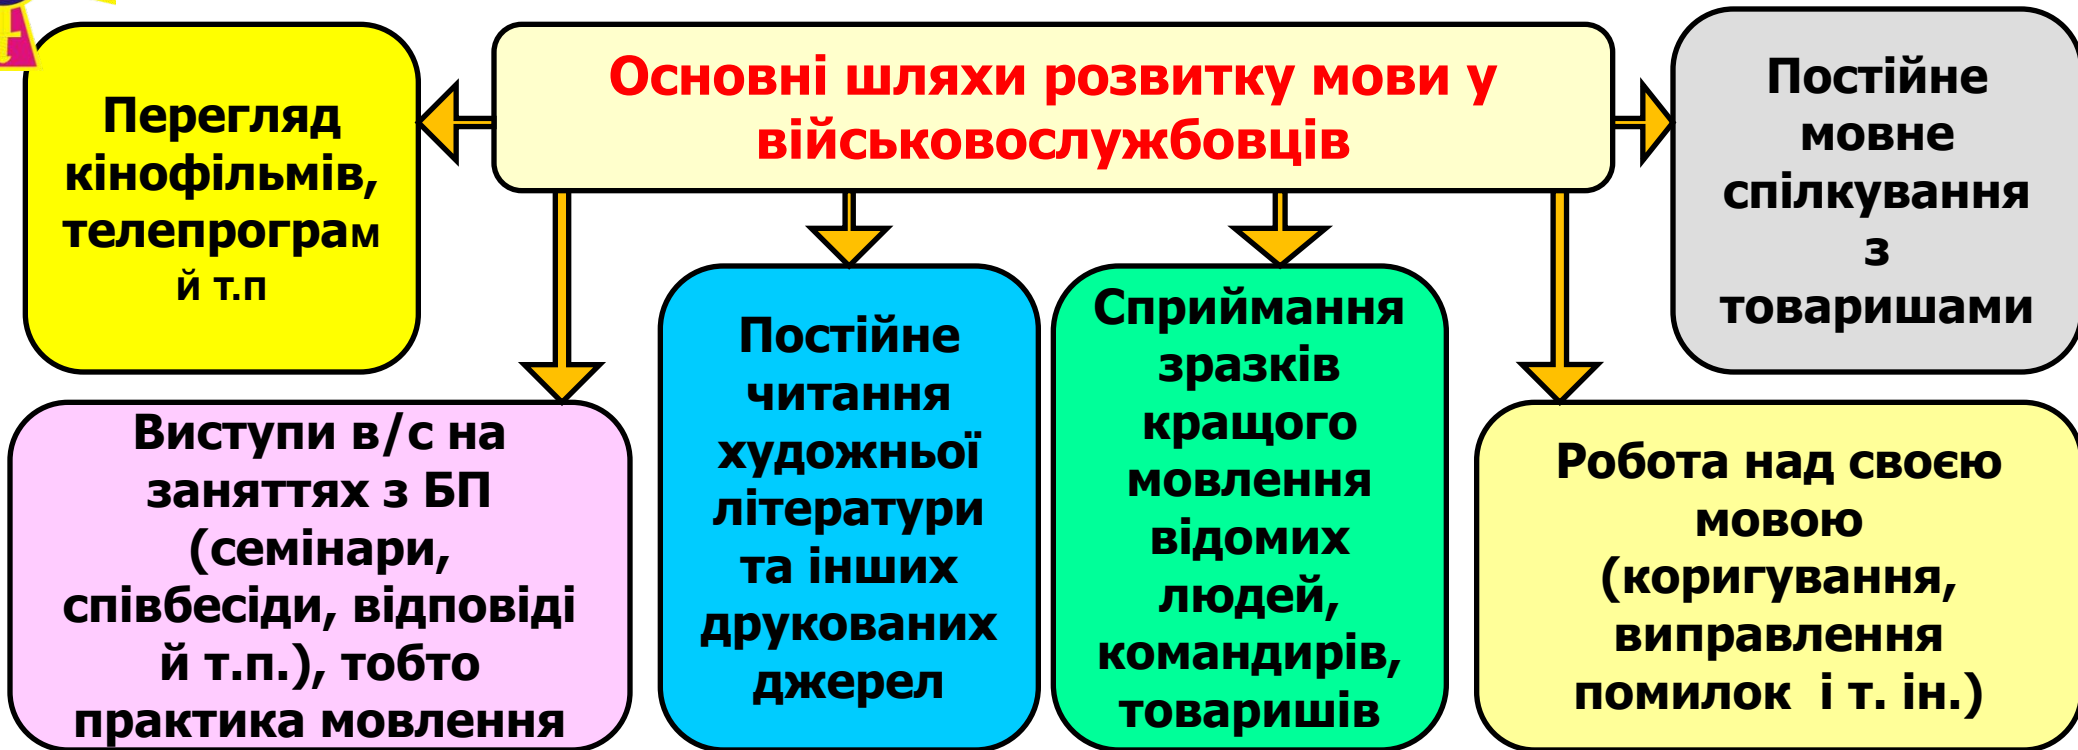 Основні шляхи розвитку мови у
військовослужбовців
Перегляд
кінофільмів,
телепрограм
й т.п
Постійне
мовне
спілкування
з
товаришами
Виступи в/с на
заняттях з БП
(семінари,
співбесіди, відповіді
й т.п.), тобто
практика мовлення
Постійне
читання
художньої
літератури
та інших
друкованих
джерел
Сприймання
зразків
кращого
мовлення
відомих
людей,
командирів,
товаришів
Робота над своєю
мовою
(коригування,
виправлення
помилок і т. ін.)